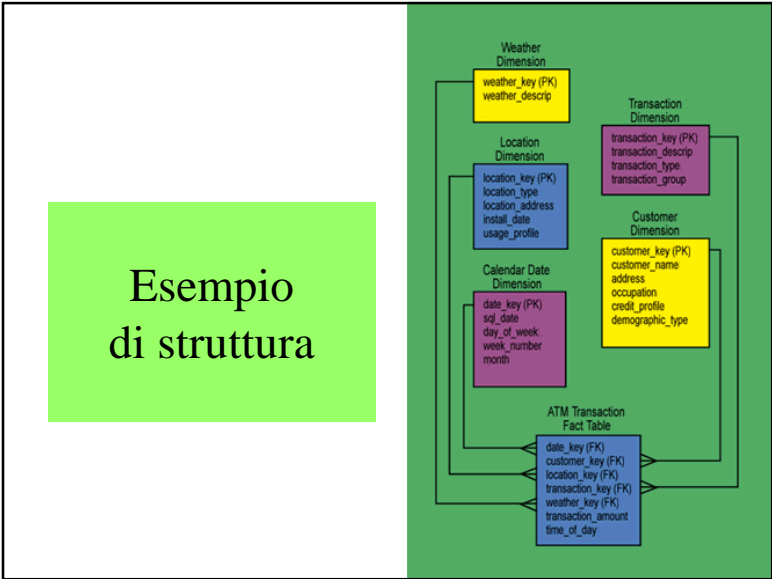 Esempio
di struttura
Weather
Dimension
weather_key (PK)
weather_descrip
Location
Dimension
location_key (PK)
location_type
location_address
install_date
usage_profile
Calendar Date
Dimension
date_key (PK)
sql_date
day_of_week
week_number
month
Transaction
Dimension
transaction_key (PK)
transaction_descrip
transaction_type
transaction_group
Customer
Dimension
customer_key (PK)
customer_name
address
occupation
credit_profile
demographic_type
ATM Transaction
Fact Table
date_key (FK)
customer_key (FK)
location_key (FK)
transaction_key (FK)
weather_key (FK)
transaction_amount
time_of_day